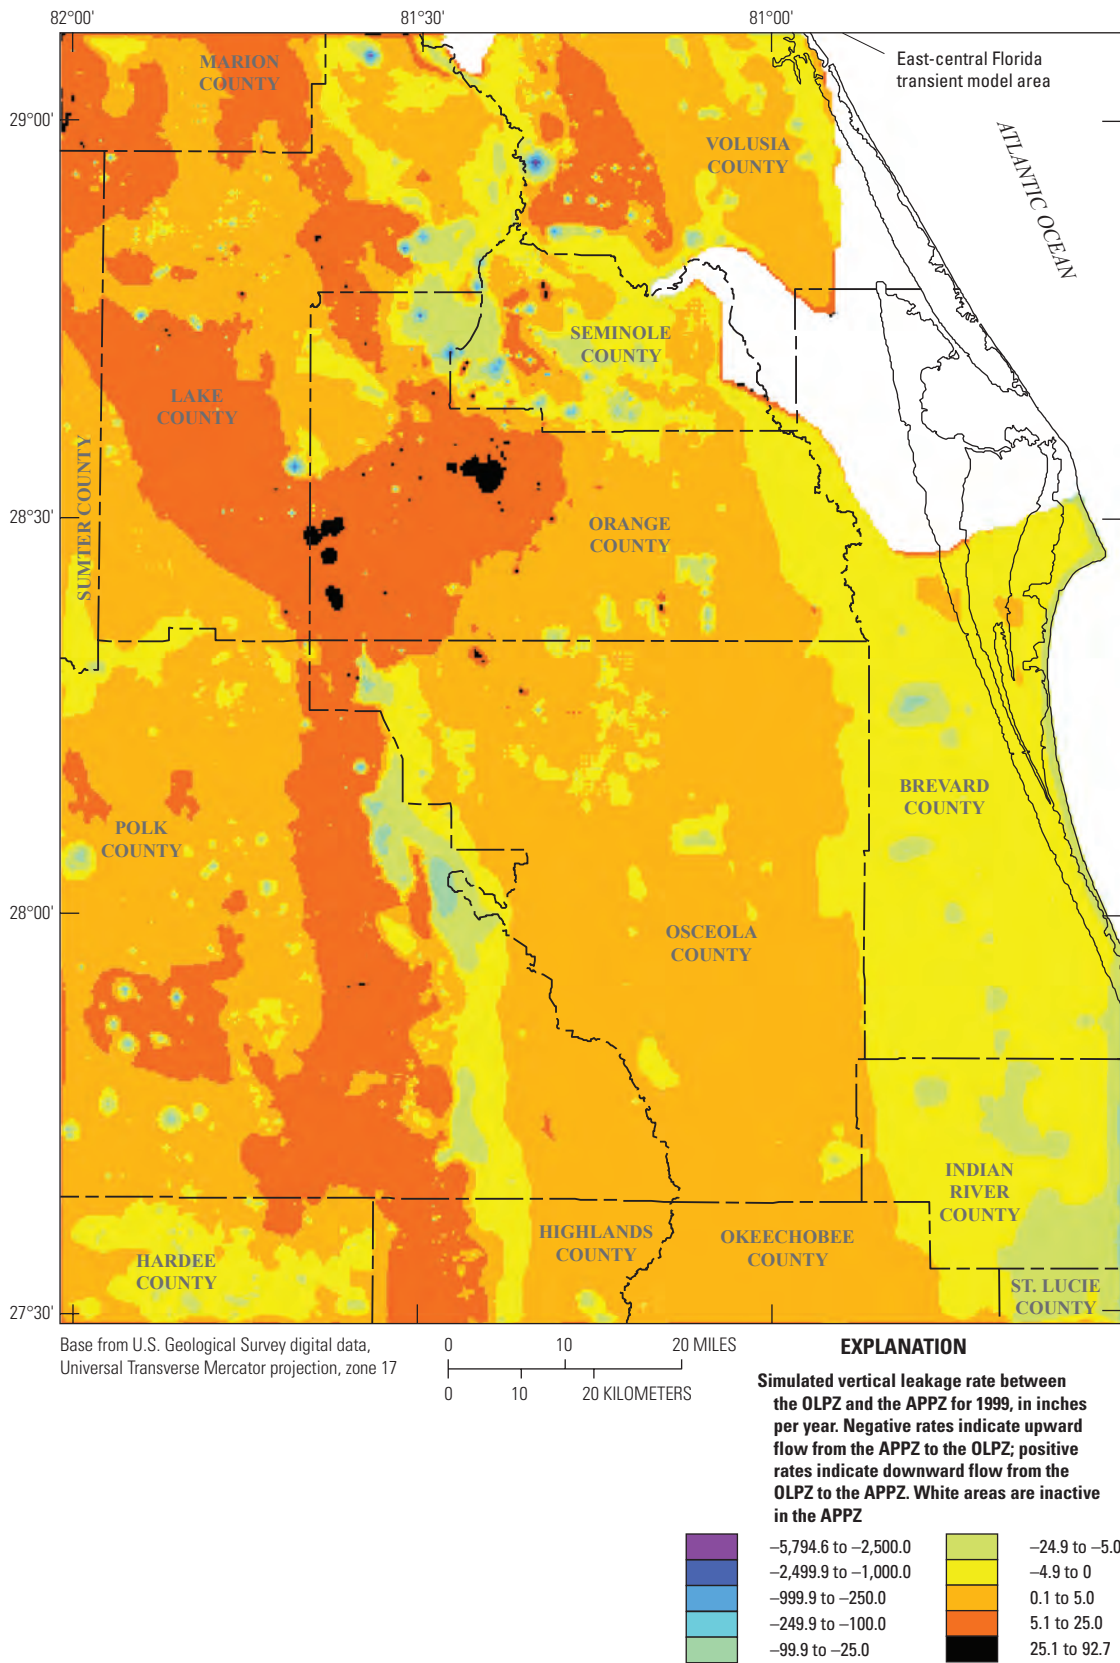 82°00'
81°30'
81°00'
East-central Florida
transient model area
MARION
COUNTY
29°00'
VOLUSIA
COUNTY
ATLANTIC OCEAN
SEMINOLE
COUNTY
LAKE
COUNTY
SUMTER COUNTY
28°30'
ORANGE
COUNTY
BREVARD
COUNTY
POLK
COUNTY
28°00'
OSCEOLA
COUNTY
INDIAN
RIVER
COUNTY
HIGHLANDS
COUNTY
OKEECHOBEE
COUNTY
HARDEE
COUNTY
ST. LUCIE
COUNTY
27°30'
Base from U.S. Geological Survey digital data,
Universal Transverse Mercator projection, zone 17
0 10 20 MILES
0 10 20 KILOMETERS
EXPLANATION
Simulated vertical leakage rate between
the OLPZ and the APPZ for 1999, in inches
per year. Negative rates indicate upward
flow from the APPZ to the OLPZ; positive
rates indicate downward flow from the
OLPZ to the APPZ. White areas are inactive
in the APPZ
–5,794.6 to –2,500.0
–2,499.9 to –1,000.0
–999.9 to –250.0
–249.9 to –100.0
–99.9 to –25.0
–24.9 to –5.0
–4.9 to 0
0.1 to 5.0
5.1 to 25.0
25.1 to 92.7